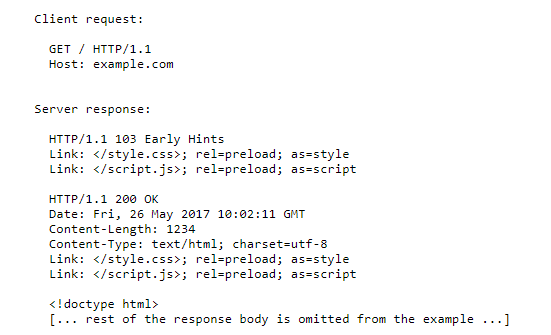 Client request:
GET / HTTP/1.1
Host: example.com
Server response:
HTTP/1.1 103 Early Hints
Link: </style.css>; rel=preload; as=style
Link: </script.js>; rel=preload; as=script
HTTP/1.1 200 OK
Date: Fri, 26 May 2017 10:02:11 GMT
Content-Length: 1234
Content-Type: text/html; charset=utf-8
Link: </style.css>; rel=preload; as=style
Link: </script.js>; rel=preload; as=script
<!doctype html>
[... rest of the response body is omitted from the example ...]